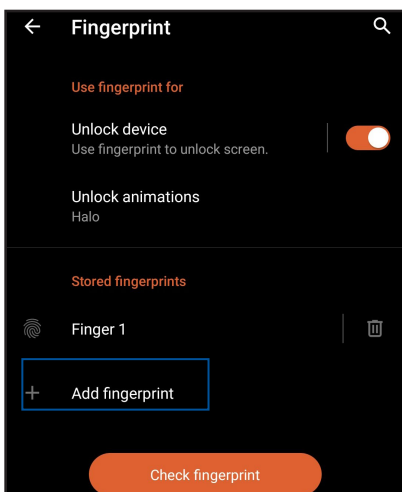 Fingerprint
Use fingerprint for
Unlock device
Use fingerprint to unlock screen.
Unlock animations
Halo
Stored fingerprints
Finger 1
Add fingerprint
Check fingerprint